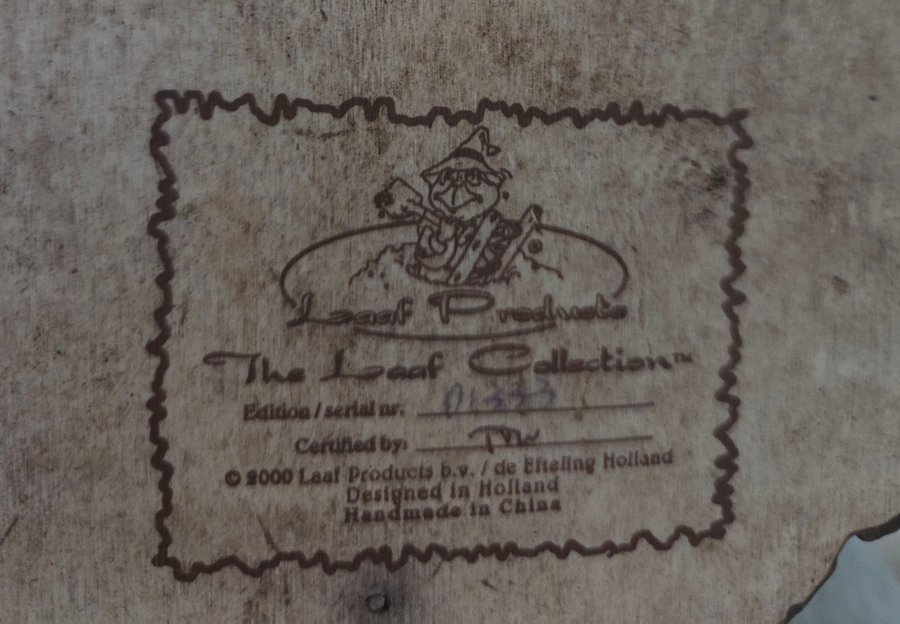 Laaf Products
The Laaf Collection™
Edition / serial nr. 01333
Certified by:
© 2000 Laaf Products b.v. / de Efteling Holland
Designed in Holland
Handmade in China